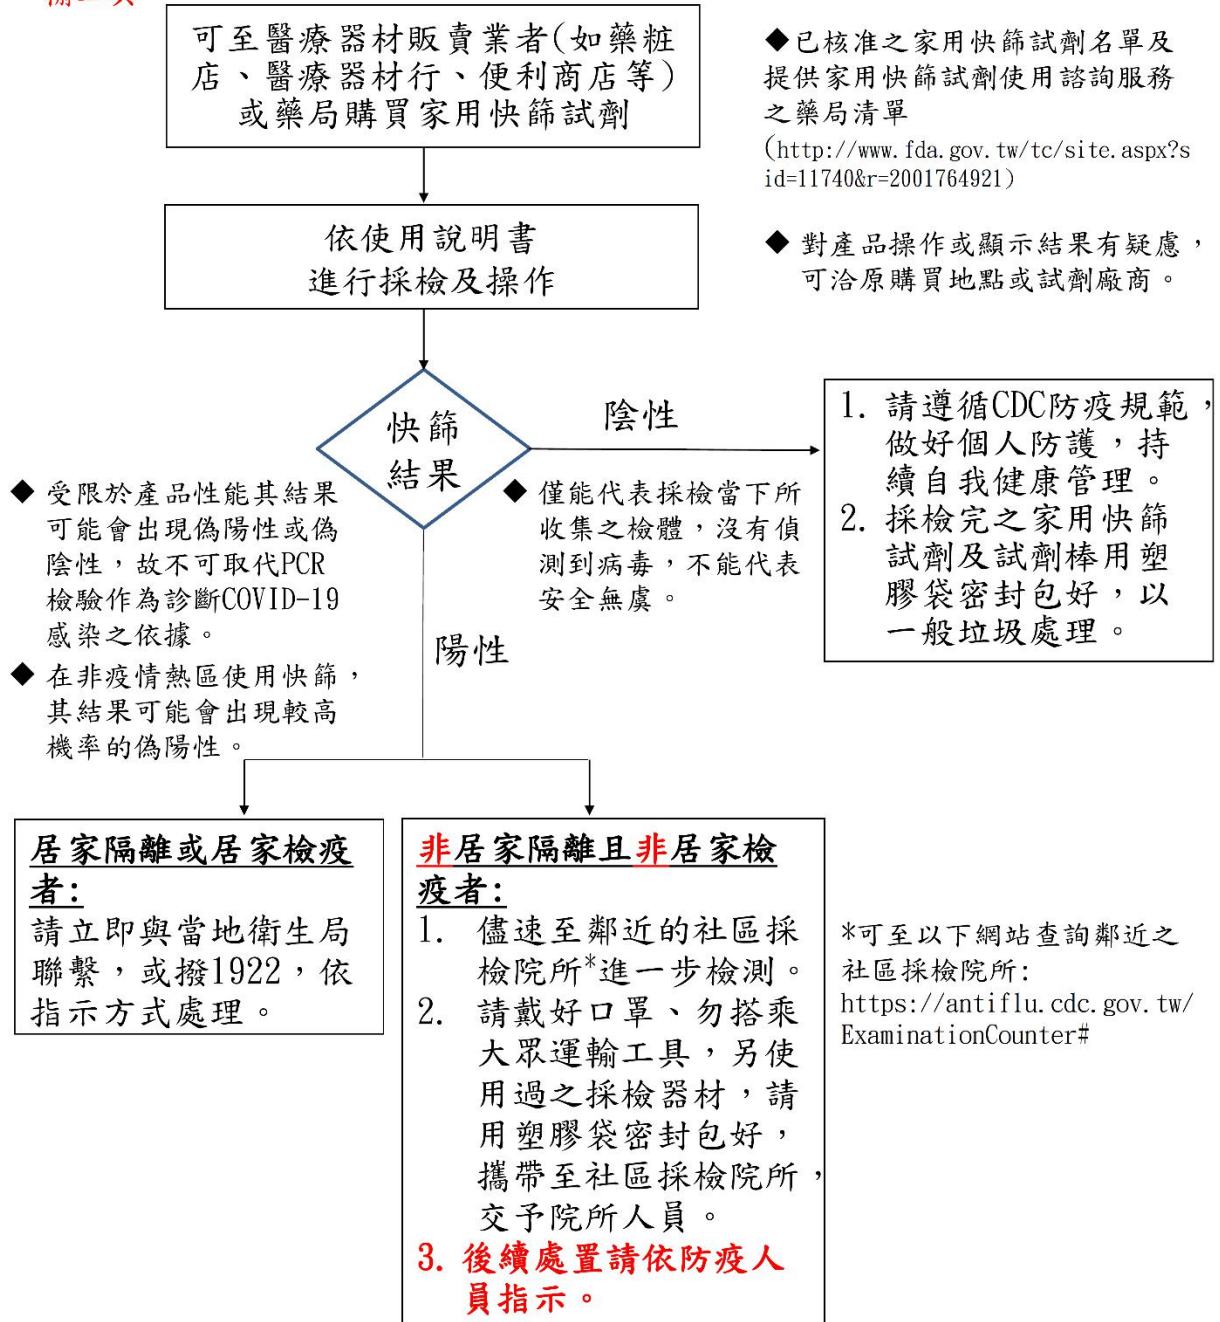 可至醫療器材販賣業者(如藥粧
店、醫療器材行、便利商店等)
或藥局購買家用快篩試劑
◆已核准之家用快篩試劑名單及
提供家用快篩試劑使用諮詢服務
之藥局清單
(http://www.fda.gov.tw/tc/site.aspx?s
id=11740&r=2001764921)
依使用說明書
進行採檢及操作
◆ 對產品操作或顯示結果有疑慮，
可洽原購買地點或試劑廠商。
快篩
結果
陰性
1. 請遵循CDC防疫規範，
做好個人防護，持
續自我健康管理。
2. 採檢完之家用快篩
試劑及試劑棒用塑
膠袋密封包好，以
一般垃圾處理。
◆ 受限於產品性能其結果
可能會出現偽陽性或偽
陰性，故不可取代PCR
檢驗作為診斷COVID-19
感染之依據。
◆ 在非疫情熱區使用快篩，
其結果可能會出現較高
機率的偽陽性。
◆ 僅能代表採檢當下所
收集之檢體，沒有偵
測到病毒，不能代表
安全無虞。
陽性
居家隔離或居家檢疫
者:
請立即與當地衛生局
聯繫，或撥1922，依
指示方式處理。
非居家隔離且非居家檢
疫者:
1. 儘速至鄰近的社區採
檢院所*進一步檢測。
2. 請戴好口罩、勿搭乘
大眾運輸工具，另使
用過之採檢器材，請
用塑膠袋密封包好，
攜帶至社區採檢院所，
交予院所人員。
3. 後續處置請依防疫人
員指示。
*可至以下網站查詢鄰近之
社區採檢院所:
https://antiflu.cdc.gov.tw/
ExaminationCounter#